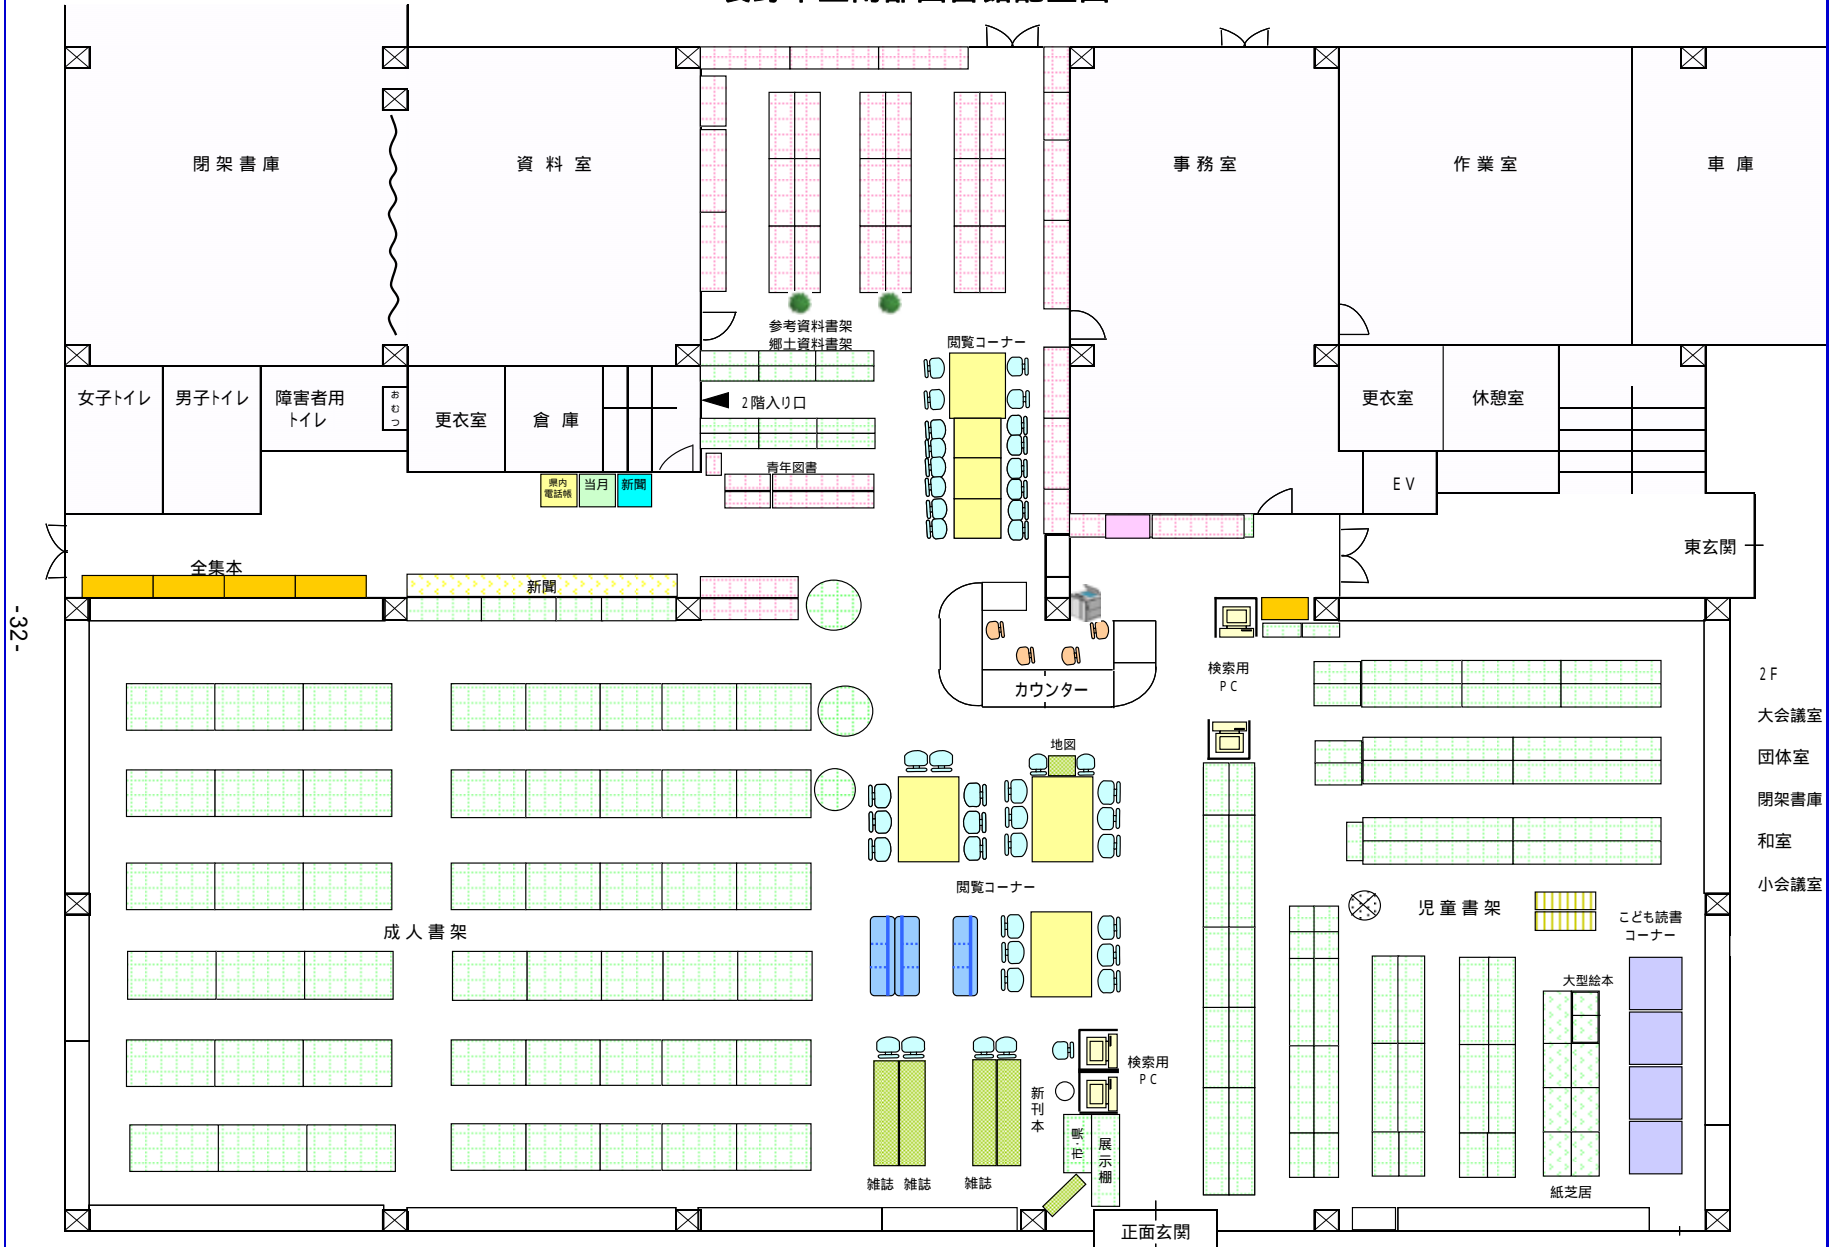 閉架書庫
資料室
事務室
作業室
車庫
参考資料書架
郷土資料書架
閲覧コーナー
女子トイレ
男子トイレ
障害者用
トイレ
おむつ
更衣室
倉庫
2階入り口
更衣室
休憩室
青年図書
県内
電話帳
当月
新聞
EV
東玄関
全集本
新聞
-32-
検索用
PC
カウンター
2F
大会議室
団体室
閉架書庫
和室
小会議室
地図
閲覧コーナー
成人書架
児童書架
こども読書
コーナー
大型絵本
検索用
PC
新刊本
市・県
展示棚
雑誌
雑誌
雑誌
紙芝居
正面玄関